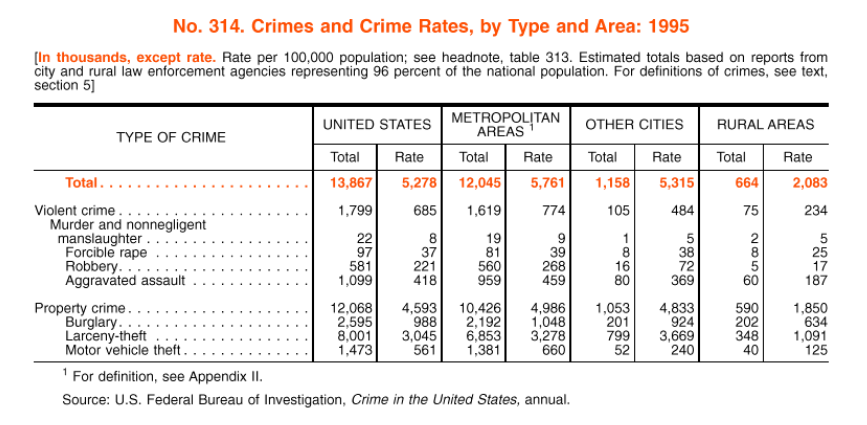 No. 314. Crimes and Crime Rates, by Type and Area: 1995
[In thousands, except rate. Rate per 100,000 population; see headnote, table 313. Estimated totals based on reports from
city and rural law enforcement agencies representing 96 percent of the national population. For definitions of crimes, see text,
section 5]
TYPE OF CRIME UNITED STATES METROPOLITAN AREAS 1 OTHER CITIES RURAL AREAS
Total Rate Total Rate Total Rate Total Rate
Total. . . . . . . . . . . . . . . . . . . . . . . 13,867 5,278 12,045 5,761 1,158 5,315 664 2,083
Violent crime . . . . . . . . . . . . . . . . . . . . . 1,799 685 1,619 774 105 484 75 234
Murder and nonnegligent
manslaughter . . . . . . . . . . . . . . . . . . 22 8 19 9 1 5 2 5
Forcible rape . . . . . . . . . . . . . . . . . 97 37 81 39 8 38 8 25
Robbery. . . . . . . . . . . . . . . . . . . . . 581 221 560 268 16 72 5 17
Aggravated assault . . . . . . . . . . . . . 1,099 418 959 459 80 369 60 187
Property crime. . . . . . . . . . . . . . . . . . . . 12,068 4,593 10,426 4,986 1,053 4,833 590 1,850
Burglary. . . . . . . . . . . . . . . . . . . . . 2,595 988 2,192 1,048 201 924 202 634
Larceny-theft . . . . . . . . . . . . . . . . . 8,001 3,045 6,853 3,278 799 3,669 348 1,091
Motor vehicle theft. . . . . . . . . . . . . . 1,473 561 1,381 660 52 240 40 125
1 For definition, see Appendix II.
Source: U.S. Federal Bureau of Investigation, Crime in the United States, annual.